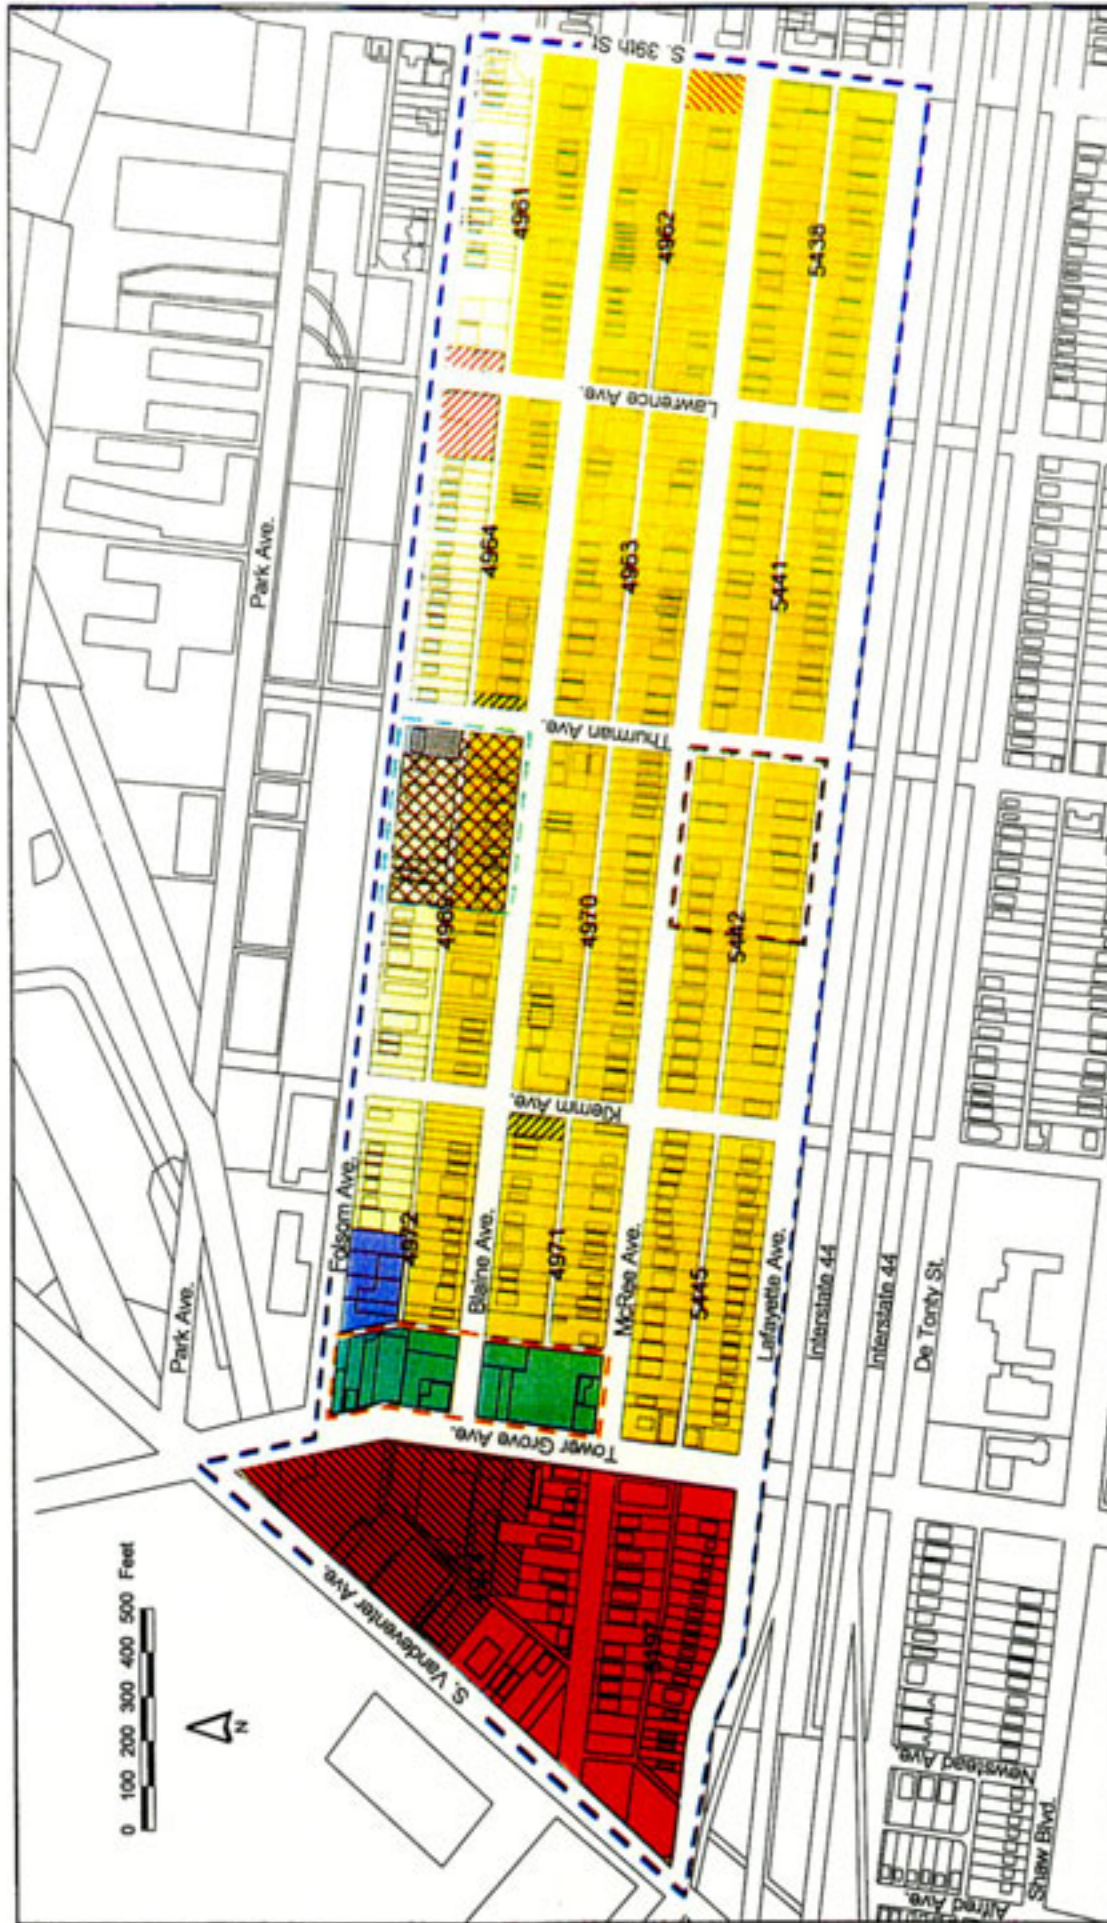 S. 39th St
4961
4962
5438
Lawrence Ave.
Park Ave.
4964
4963
5441
Thurman Ave.
4970
5442
Klemm Ave.
Folsom Ave.
4972
Blaine Ave.
4971
McRee Ave.
5445
Lafayette Ave.
Interstate 44
Interstate 44
De Tonty St.
Park Ave.
Tower Grove Ave.
S. Vandeventer Ave.
5197
0 100 200 300 400 500 Feet
N
Newstead Ave.
Alfred Ave.
Shaw Blvd.